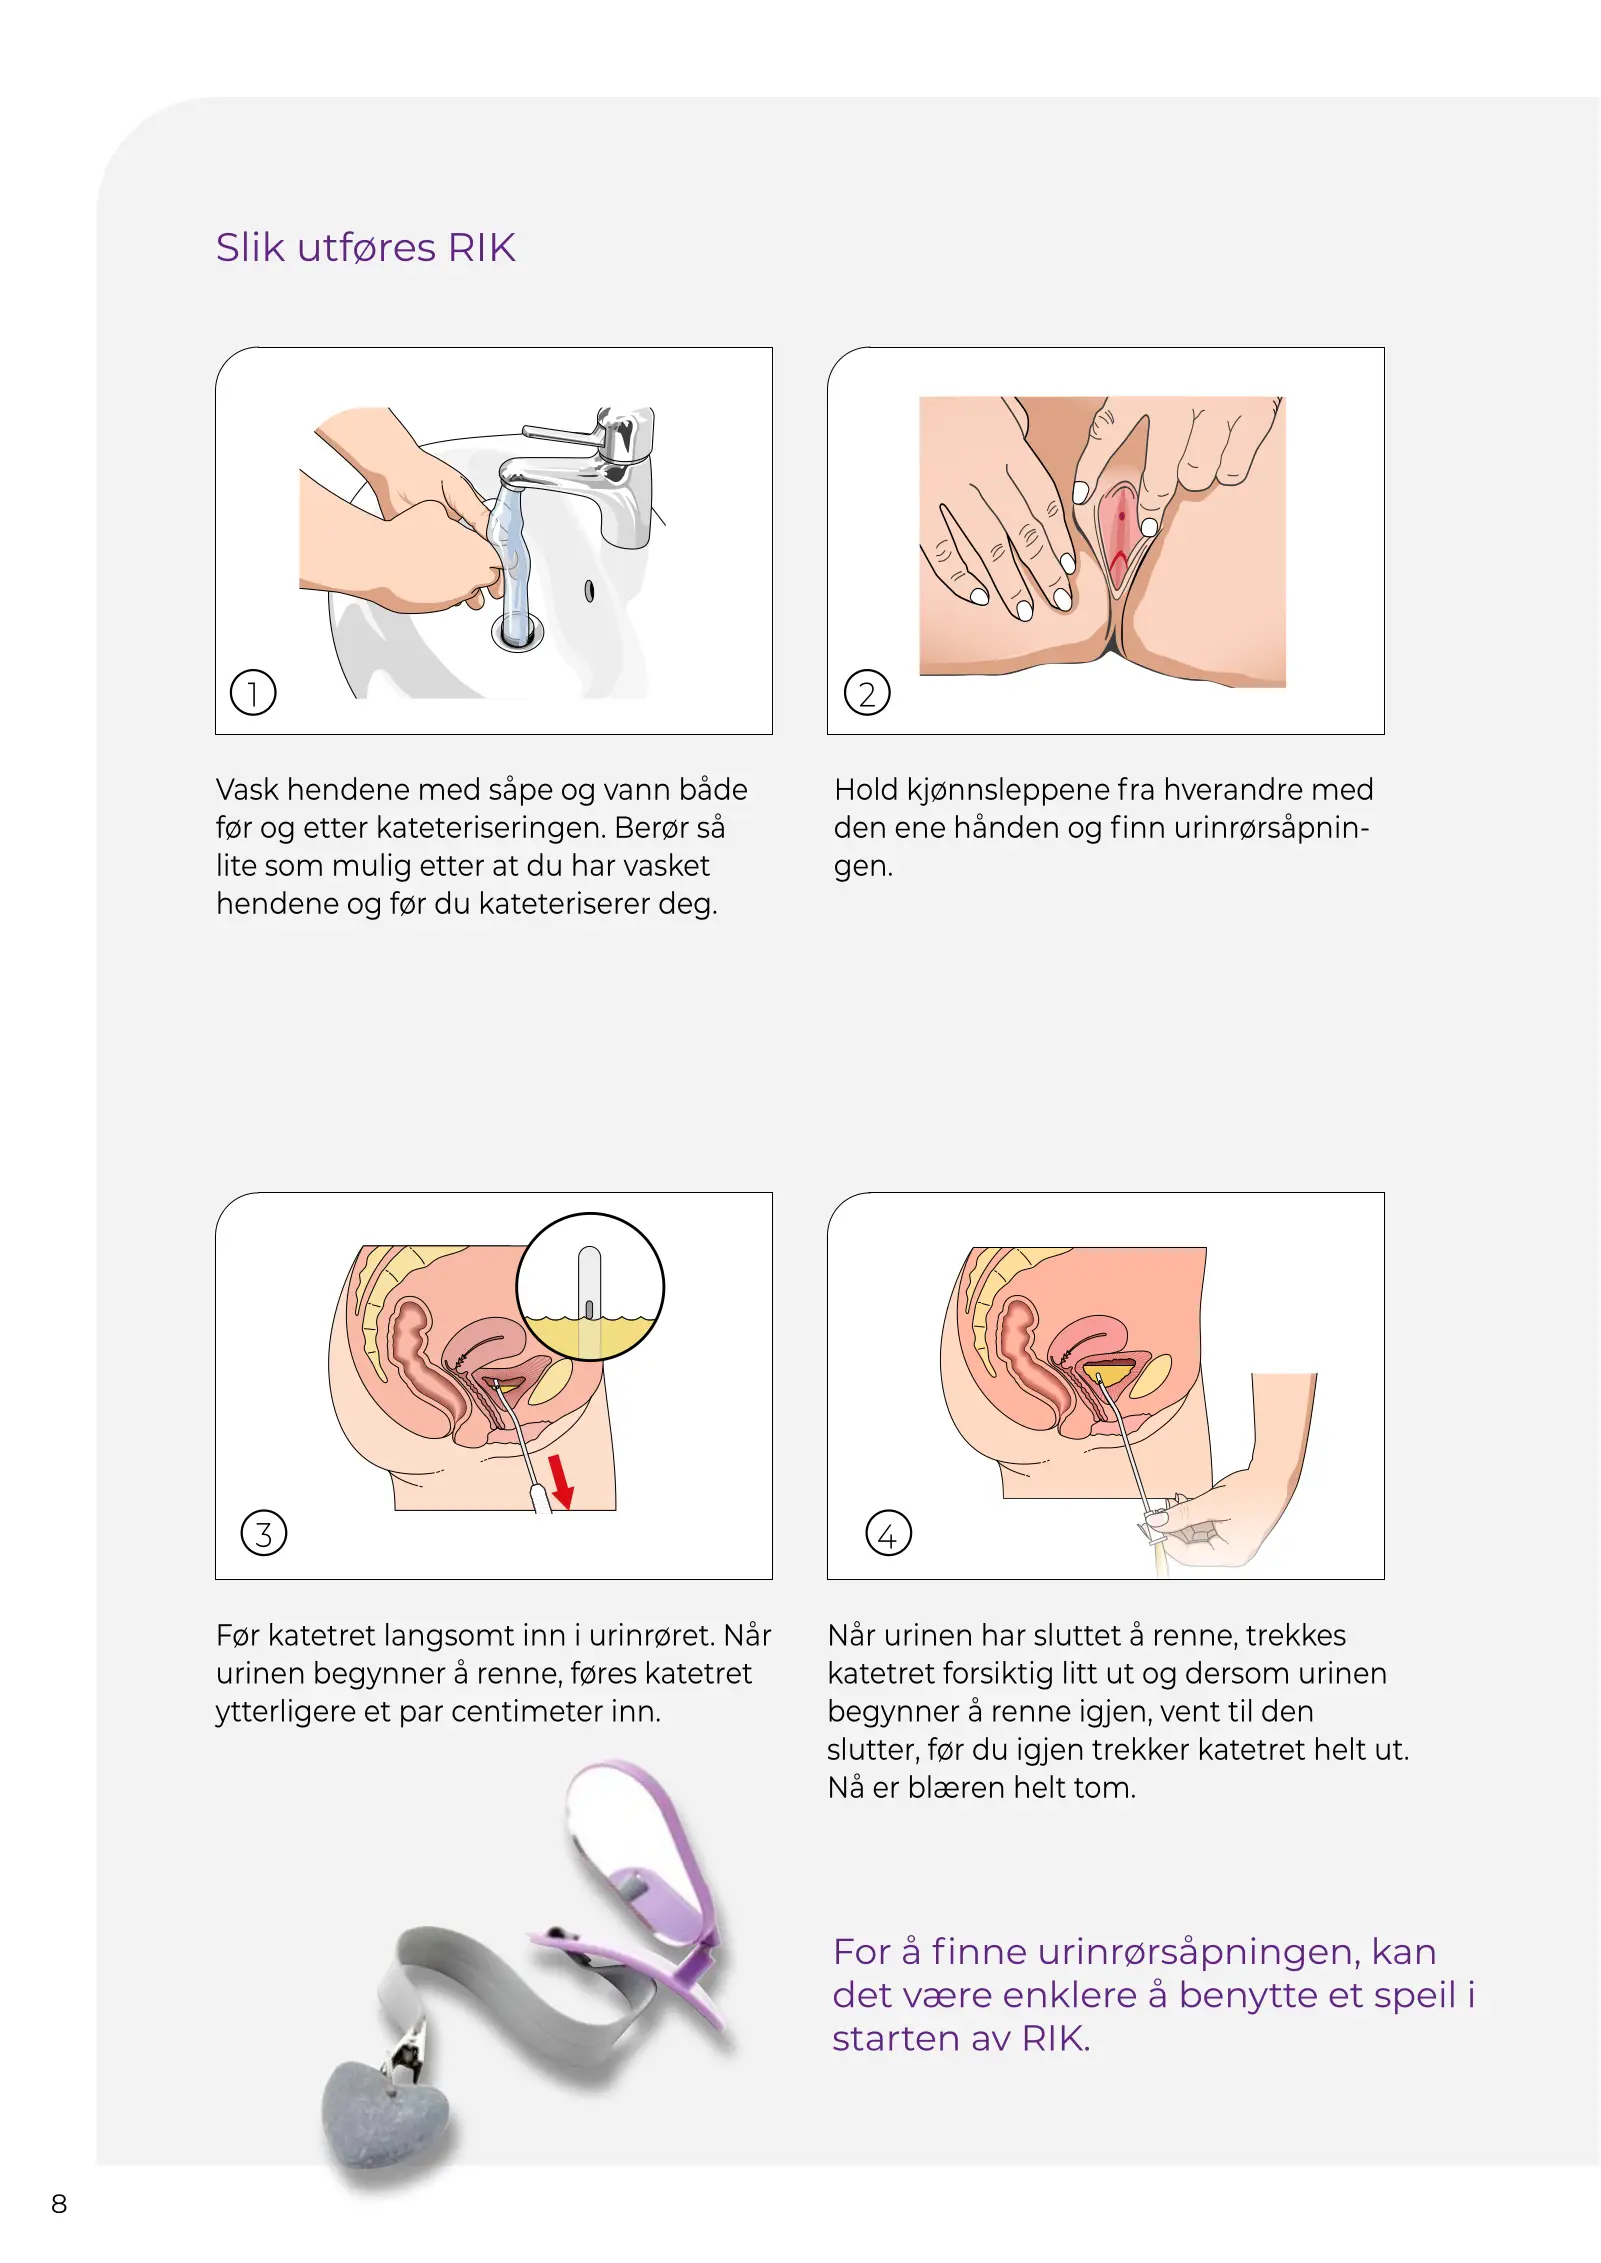 Slik utføres RIK
1
2
Vask hendene med såpe og vann både
før og etter kateteriseringen. Berør så
lite som mulig etter at du har vasket
hendene og før du kateteriserer deg.
Hold kjønnsleppene fra hverandre med
den ene hånden og finn urinrørsåpnin-
gen.
3
4
Før katetret langsomt inn i urinrøret. Når
urinen begynner å renne, føres katetret
ytterligere et par centimeter inn.
Når urinen har sluttet å renne, trekkes
katetret forsiktig litt ut og dersom urinen
begynner å renne igjen, vent til den
slutter, før du igjen trekker katetret helt ut.
Nå er blæren helt tom.
For å finne urinrørsåpningen, kan
det være enklere å benytte et speil i
starten av RIK.
8